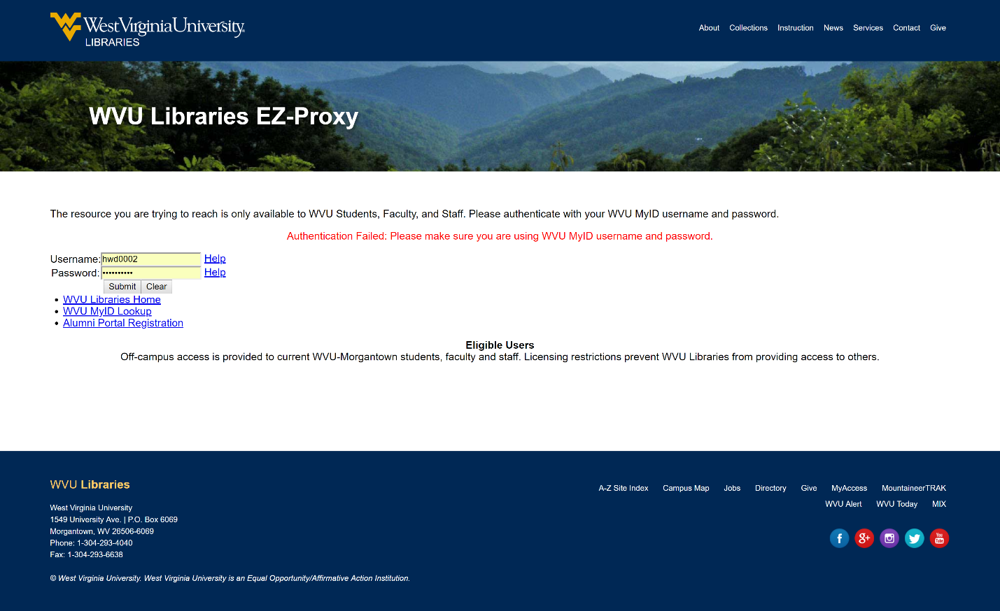 West Virginia University®
LIBRARIES
About Collections Instruction News Services Contact Give
WVU Libraries EZ-Proxy
The resource you are trying to reach is only available to WVU Students, Faculty, and Staff. Please authenticate with your WVU MyID username and password.
Authentication Failed: Please make sure you are using WVU MyID username and password.
Username: hwd0002 Help
Password: •••••••••• Help
Submit Clear
• WVU Libraries Home
• WVU MyID Lookup
• Alumni Portal Registration
Eligible Users
Off-campus access is provided to current WVU-Morgantown students, faculty and staff. Licensing restrictions prevent WVU Libraries from providing access to others.
WVU Libraries
West Virginia University
1549 University Ave. | P.O. Box 6069
Morgantown, WV 26506-6069
Phone: 1-304-293-4040
Fax: 1-304-293-6638
© West Virginia University. West Virginia University is an Equal Opportunity/Affirmative Action Institution.
A-Z Site Index Campus Map Jobs Directory Give MyAccess MountaineerTRAK
WVU Alert WVU Today MIX
f g+ You Tube